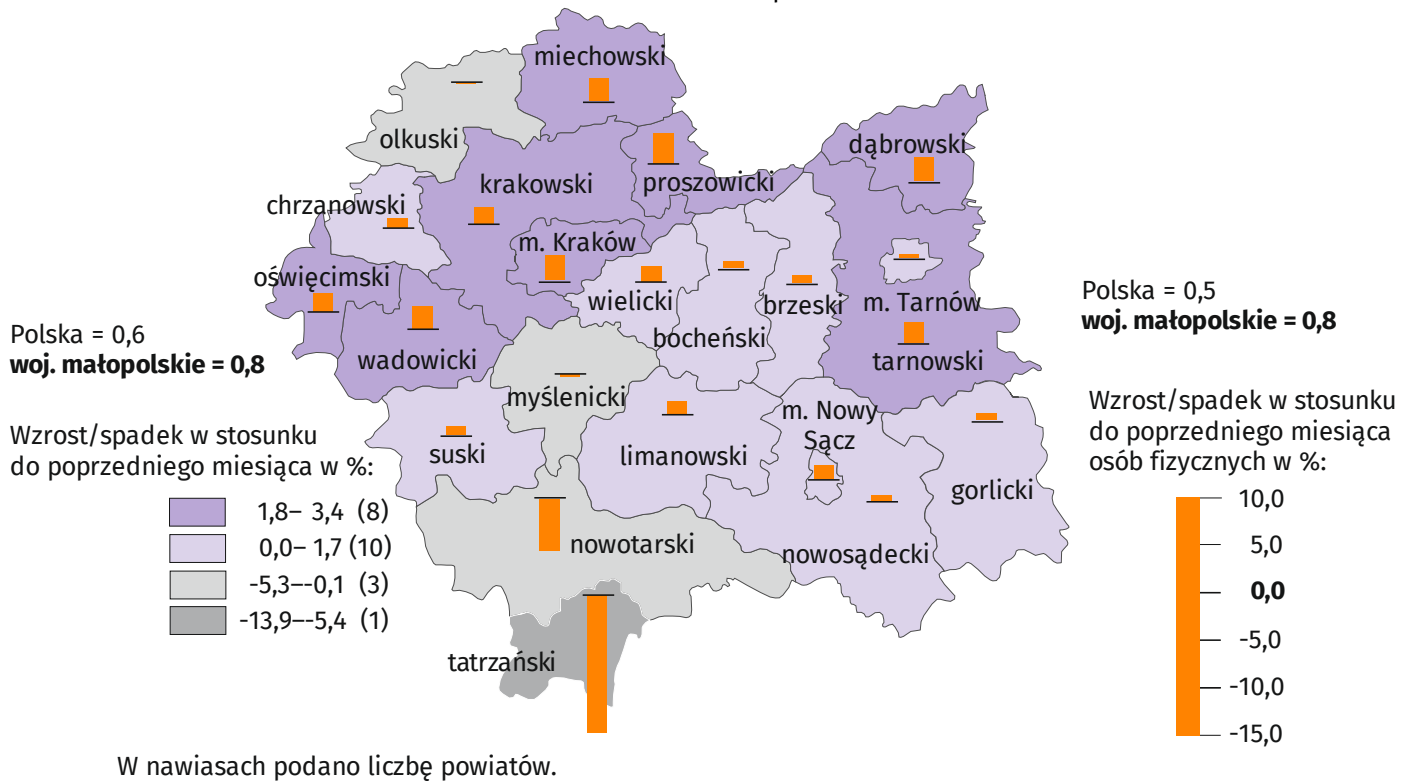 miechowski
olkuski
dąbrowski
krakowski
proszowicki
chrzanowski
m. Kraków
oświęcimski
wielicki
brzeski
m. Tarnów
bocheński
wadowicki
tarnowski
myślenicki
m. Nowy
Sącz
suski
limanowski
gorlicki
nowotarski
nowosądecki
tatrzański
Polska = 0,6
woj. małopolskie = 0,8
Wzrost/spadek w stosunku
do poprzedniego miesiąca w %:
1,8– 3,4 (8)
0,0– 1,7 (10)
-5,3–-0,1 (3)
-13,9–-5,4 (1)
Polska = 0,5
woj. małopolskie = 0,8
Wzrost/spadek w stosunku
do poprzedniego miesiąca
osób fizycznych w %:
10,0
5,0
0,0
-5,0
-10,0
-15,0
W nawiasach podano liczbę powiatów.